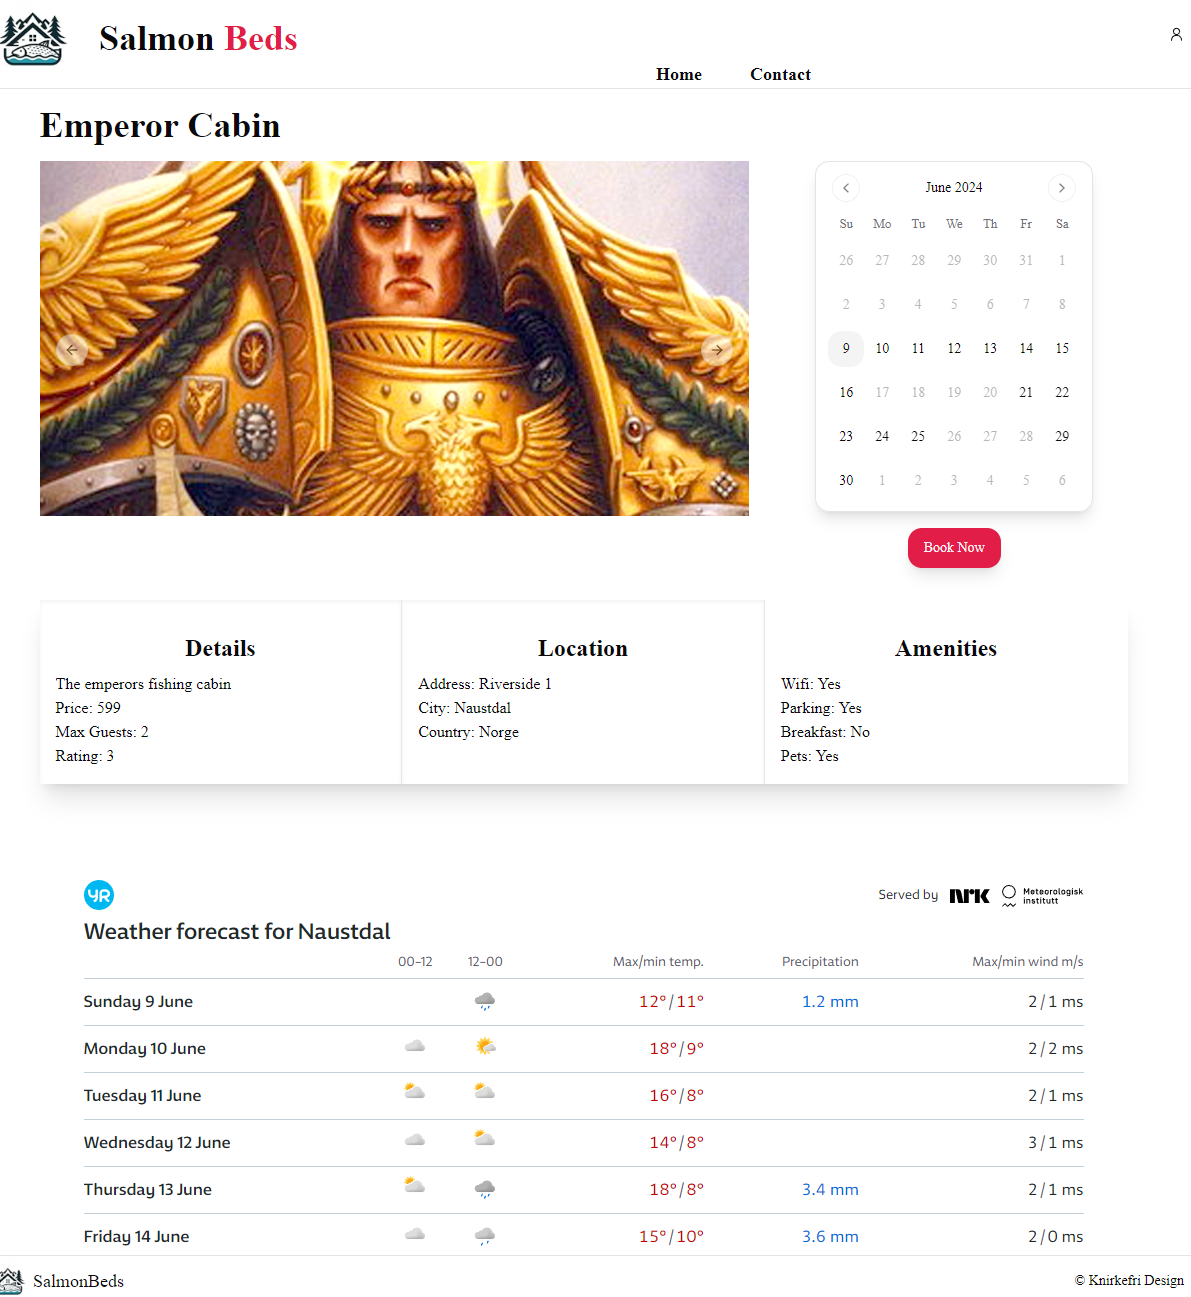 Salmon Beds
Home Contact
Emperor Cabin
June 2024
Su Mo Tu We Th Fr Sa
26 27 28 29 30 31 1
2 3 4 5 6 7 8
9 10 11 12 13 14 15
16 17 18 19 20 21 22
23 24 25 26 27 28 29
30 1 2 3 4 5 6
Book Now
Details
The emperors fishing cabin
Price: 599
Max Guests: 2
Rating: 3
Location
Address: Riverside 1
City: Naustdal
Country: Norge
Amenities
Wifi: Yes
Parking: Yes
Breakfast: No
Pets: Yes
YR
Served by NRK Meteorologisk
institutt
Weather forecast for Naustdal
00–12 12–00 Max/min temp. Precipitation Max/min wind m/s
Sunday 9 June 12°/11° 1.2 mm 2/1 ms
Monday 10 June 18°/9° 2/2 ms
Tuesday 11 June 16°/8° 2/1 ms
Wednesday 12 June 14°/8° 3/1 ms
Thursday 13 June 18°/8° 3.4 mm 2/1 ms
Friday 14 June 15°/10° 3.6 mm 2/0 ms
SalmonBeds © Knirkefri Design